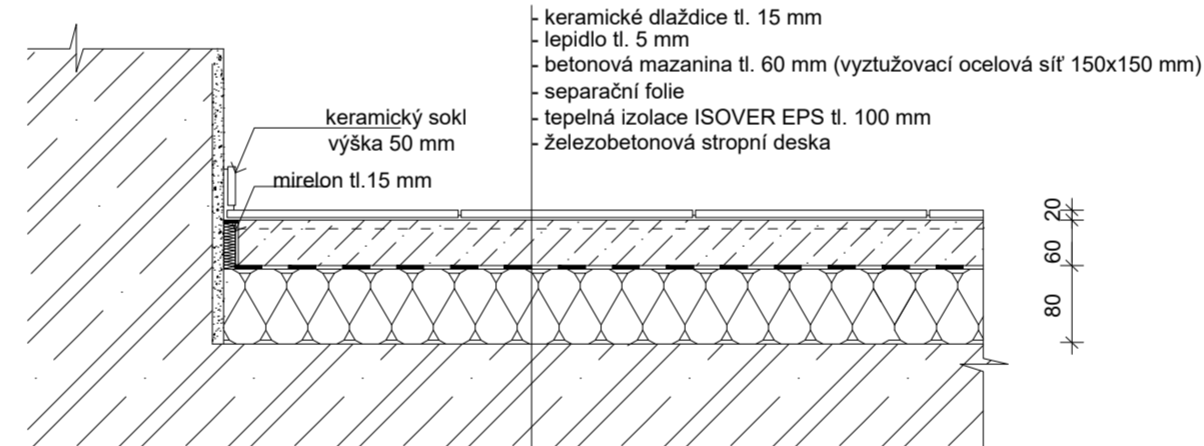 - keramické dlaždice tl. 15 mm
- lepidlo tl. 5 mm
- betonová mazanina tl. 60 mm (vyztužovací ocelová síť 150x150 mm)
- separační folie
- tepelná izolace ISOVER EPS tl. 100 mm
- železobetonová stropní deska
keramický sokl
výška 50 mm
mirelon tl.15 mm
20
60
80